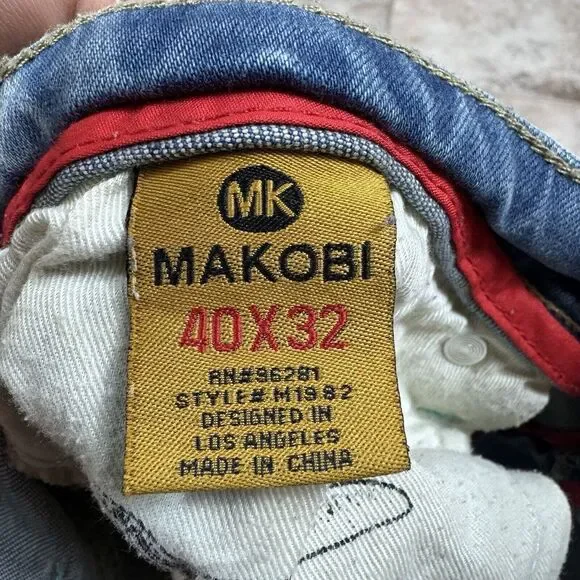 MK
MAKOBI
40X32
RN#96281
STYLE# M1982
DESIGNED IN
LOS ANGELES
MADE IN CHINA